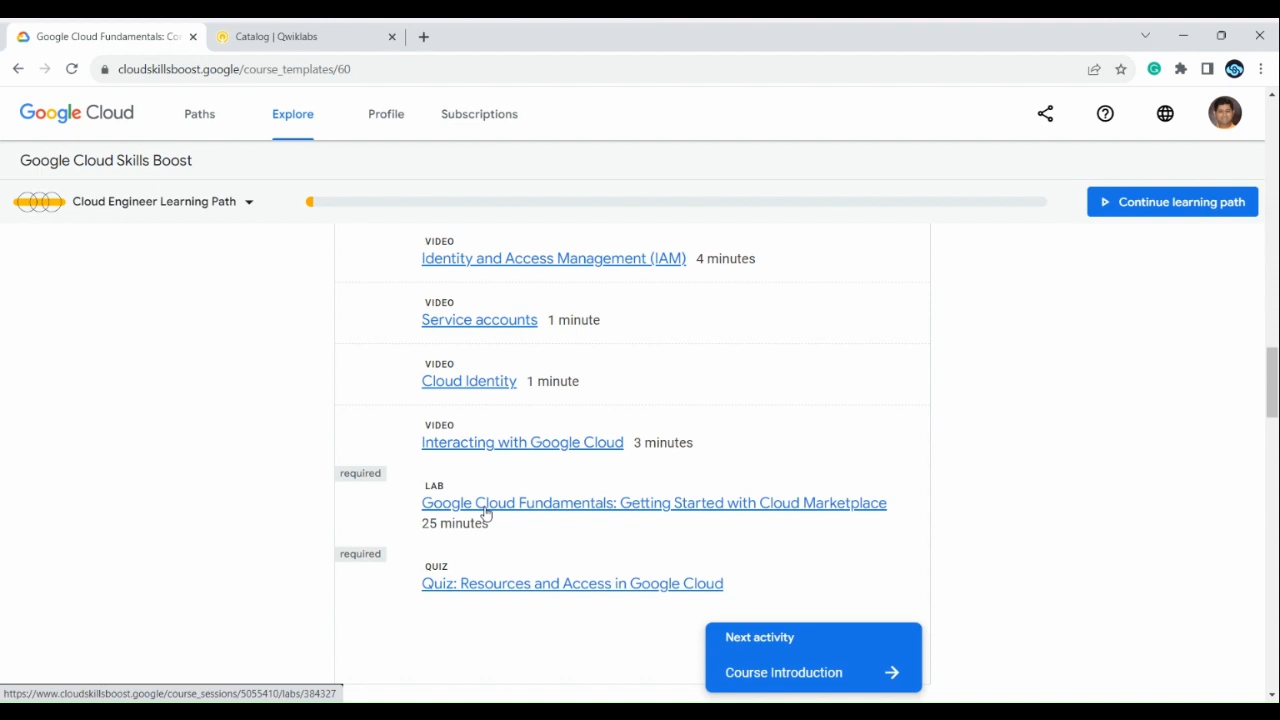 Google Cloud Fundamentals: Co
Catalog | Qwiklabs
cloudskillsboost.google/course_templates/60
Google Cloud
Paths
Explore
Profile
Subscriptions
Google Cloud Skills Boost
Cloud Engineer Learning Path
Continue learning path
VIDEO
Identity and Access Management (IAM) 4 minutes
VIDEO
Service accounts 1 minute
VIDEO
Cloud Identity 1 minute
VIDEO
Interacting with Google Cloud 3 minutes
required
LAB
Google Cloud Fundamentals: Getting Started with Cloud Marketplace
25 minutes
required
QUIZ
Quiz: Resources and Access in Google Cloud
Next activity
Course Introduction
https://www.cloudskillsboost.google/course_sessions/5055410/labs/384327